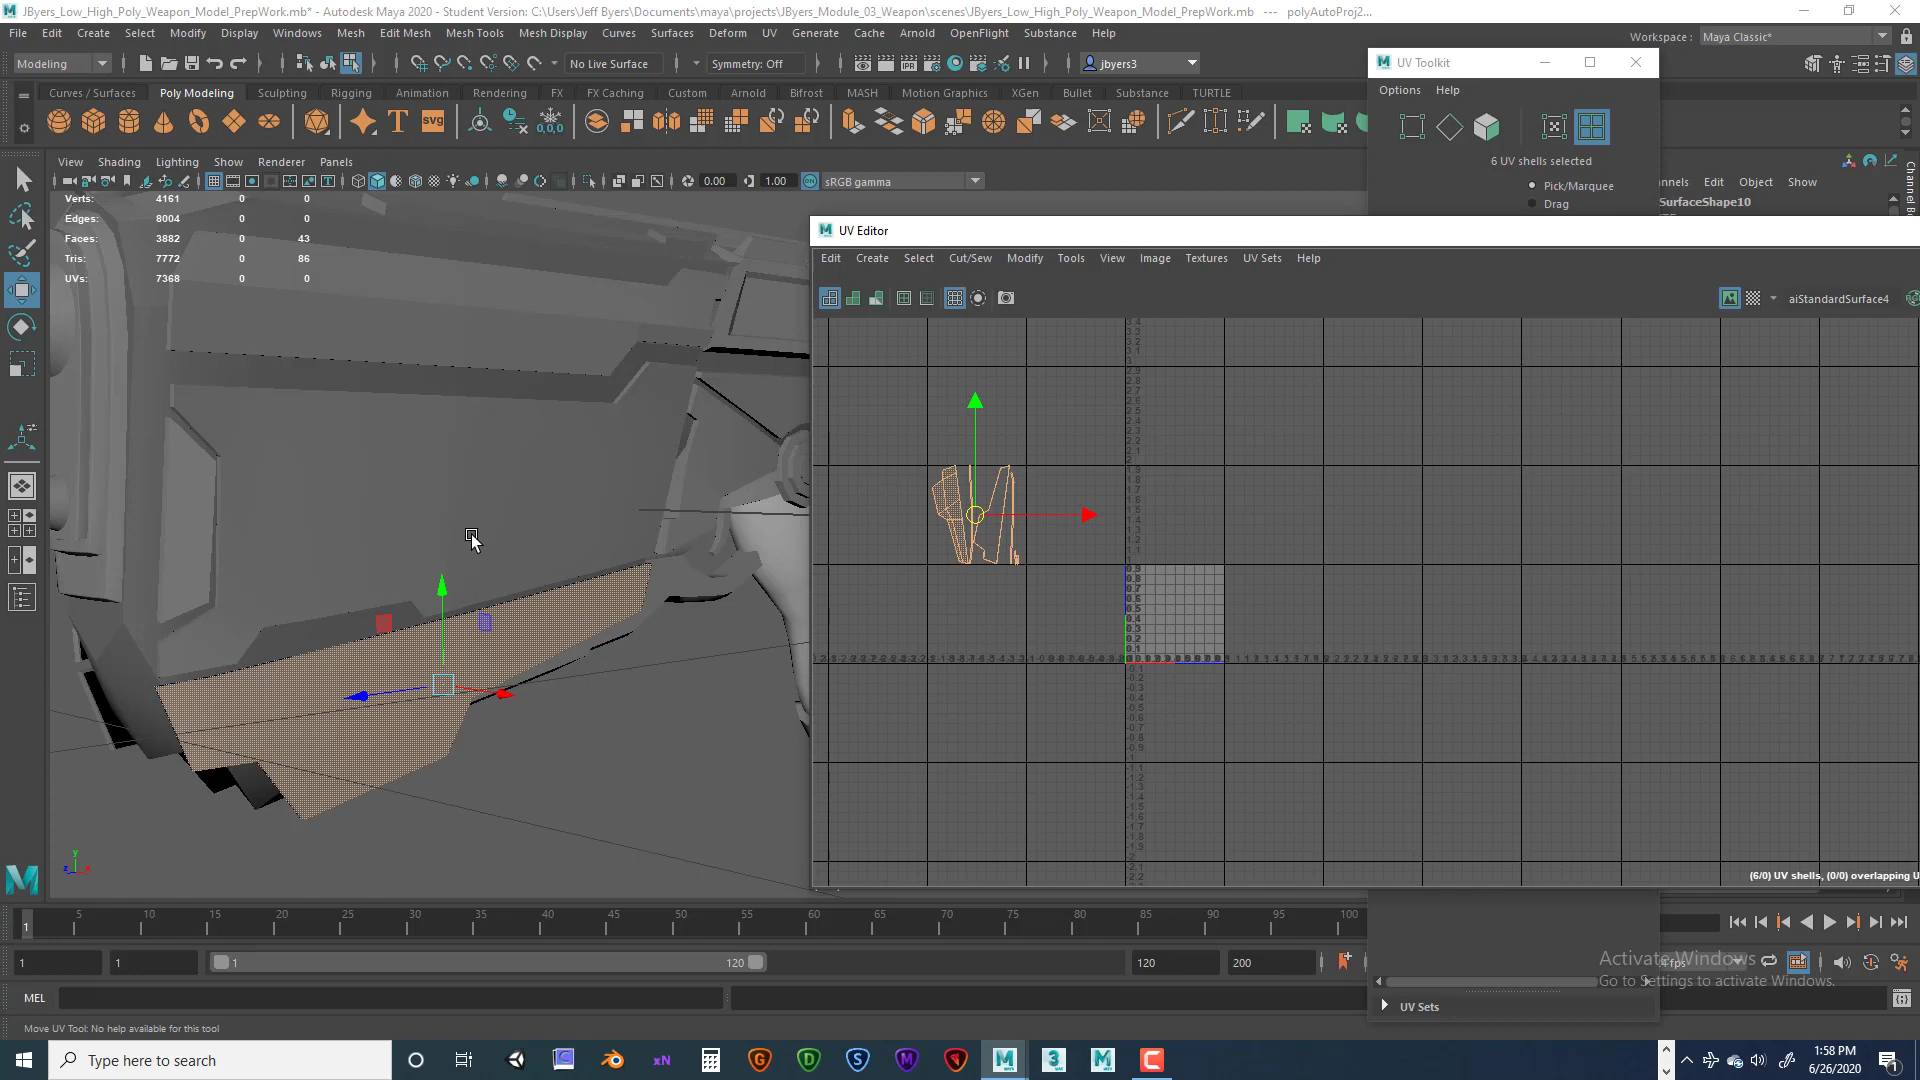 JByers_Low_High_Poly_Weapon_Model_PrepWork.mb* - Autodesk Maya 2020 - Student Version: C:\Users\Jeff Byers\Documents\maya\projects\JByers_Module_03_Weapon\scenes\JByers_Low_High_Poly_Weapon_Model_PrepWork.mb --- polyAutoProj2...
File Edit Create Select Modify Display Windows Mesh Edit Mesh Mesh Tools Mesh Display Curves Surfaces Deform UV Generate Cache Arnold OpenFlight Substance Help
Workspace : Maya Classic*
Modeling
No Live Surface
Symmetry: Off
jbyers3
UV Toolkit
Curves / Surfaces Poly Modeling Sculpting Rigging Animation Rendering FX FX Caching Custom Arnold Bifrost MASH Motion Graphics XGen Bullet Substance TURTLE
Options Help
svg
0,0,0
6 UV shells selected
View Shading Lighting Show Renderer Panels
Pick/Marquee
Drag
nnels Edit Object Show
SurfaceShape10
0.00
1.00
sRGB gamma
Verts: 4161 0 0
Edges: 8004 0 0
Faces: 3882 0 43
Tris: 7772 0 86
UVs: 7368 0 0
UV Editor
Edit Create Select Cut/Sew Modify Tools View Image Textures UV Sets Help
aiStandardSurface4
(6/0) UV shells, (0/0) overlapping U
5 10 15 20 25 30 35 40 45 50 55 60 65 70 75 80 85 90 95 100
1
1 1 1 120 120 200
4 fps
Activate Windows
Go to Settings to activate Windows.
MEL
UV Sets
Move UV Tool: No help available for this tool
Type here to search
1:58 PM
6/26/2020